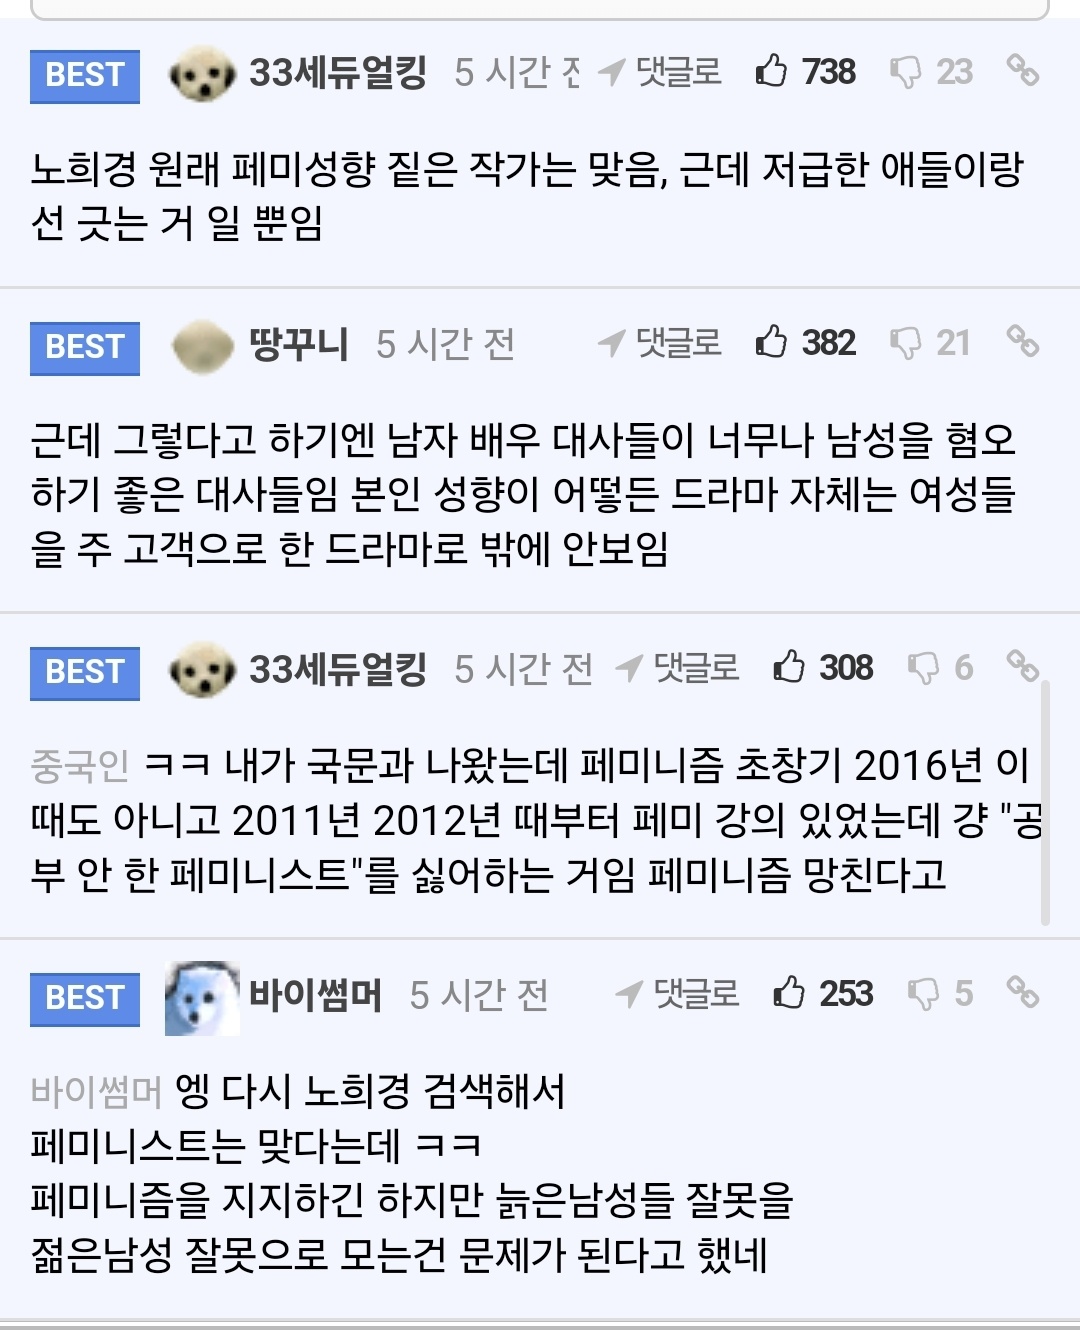 BEST 33세듀얼킹 5 시간 전 댓글로 738 23
노희경 원래 페미성향 짙은 작가는 맞음, 근데 저급한 애들이랑
선 긋는 거 일 뿐임
BEST 땅꾸니 5 시간 전 댓글로 382 21
근데 그렇다고 하기엔 남자 배우 대사들이 너무나 남성을 혐오
하기 좋은 대사들임 본인 성향이 어떻든 드라마 자체는 여성들
을 주 고객으로 한 드라마로 밖에 안보임
BEST 33세듀얼킹 5 시간 전 댓글로 308 6
중국인 ㅋㅋ 내가 국문과 나왔는데 페미니즘 초창기 2016년 이
때도 아니고 2011년 2012년 때부터 페미 강의 있었는데 걍 "공
부 안 한 페미니스트"를 싫어하는 거임 페미니즘 망친다고
BEST 바이썸머 5 시간 전 댓글로 253 5
바이썸머 엥 다시 노희경 검색해서
페미니스트는 맞다는데 ㅋㅋ
페미니즘을 지지하긴 하지만 늙은남성들 잘못을
젊은남성 잘못으로 모는건 문제가 된다고 했네